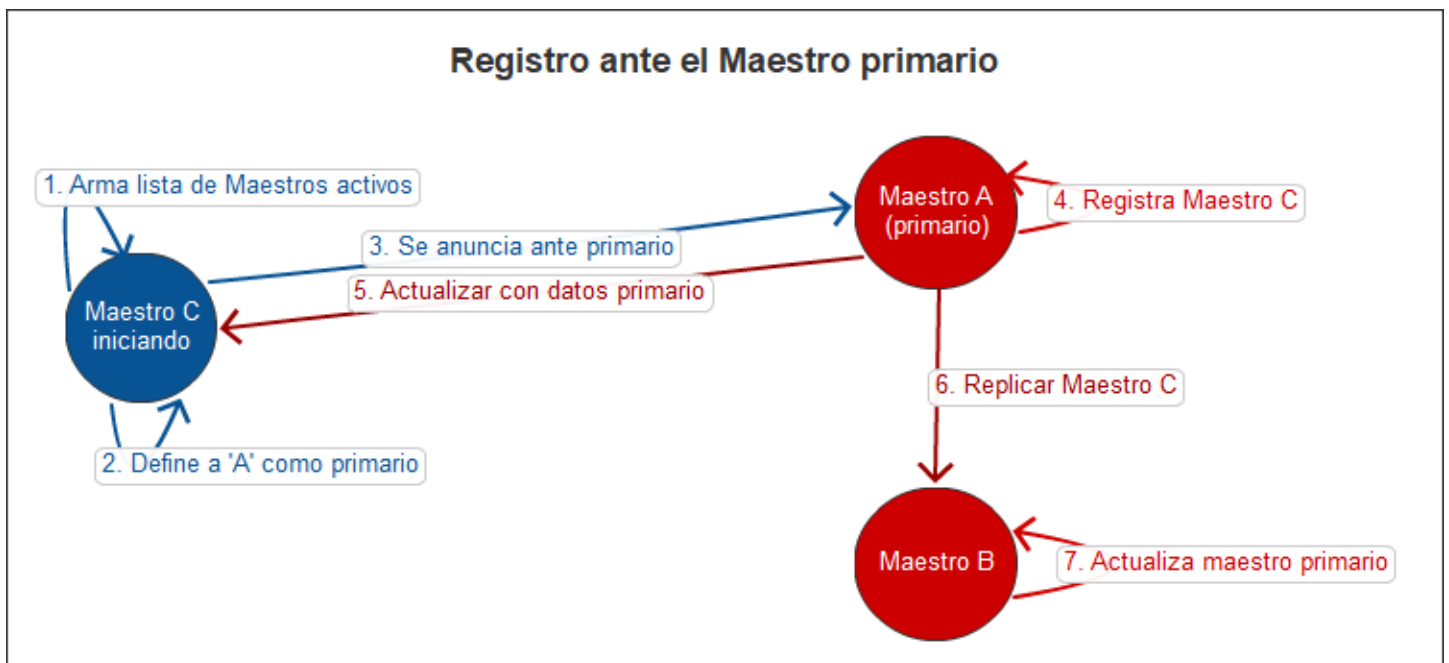 Registro ante el Maestro primario
1. Arma lista de Maestros activos
Maestro A
(primario)
4. Registra Maestro C
3. Se anuncia ante primario
5. Actualizar con datos primario
Maestro C
iniciando
6. Replicar Maestro C
2. Define a 'A' como primario
Maestro B
7. Actualiza maestro primario